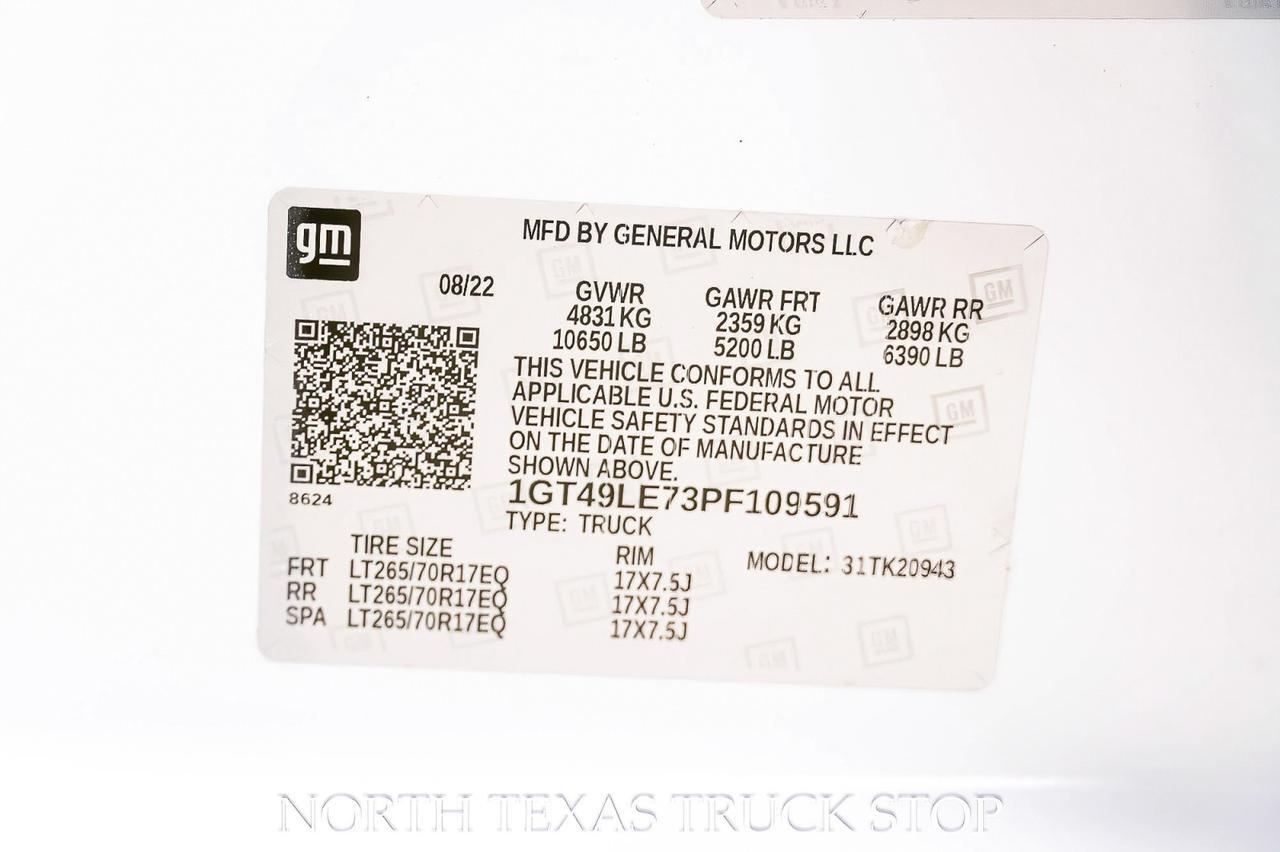 gm
MFD BY GENERAL MOTORS LLC
08/22
GVWR GAWR FRT GAWR RR
4831 KG 2359 KG 2898 KG
10650 LB 5200 LB 6390 LB
THIS VEHICLE CONFORMS TO ALL
APPLICABLE U.S. FEDERAL MOTOR
VEHICLE SAFETY STANDARDS IN EFFECT
ON THE DATE OF MANUFACTURE
SHOWN ABOVE.
8624
1GT49LE73PF109591
TYPE: TRUCK
TIRE SIZE RIM MODEL: 31TK20943
FRT LT265/70R17EQ 17X7.5J
RR LT265/70R17EQ 17X7.5J
SPA LT265/70R17EQ 17X7.5J
NORTH TEXAS TRUCK STOP